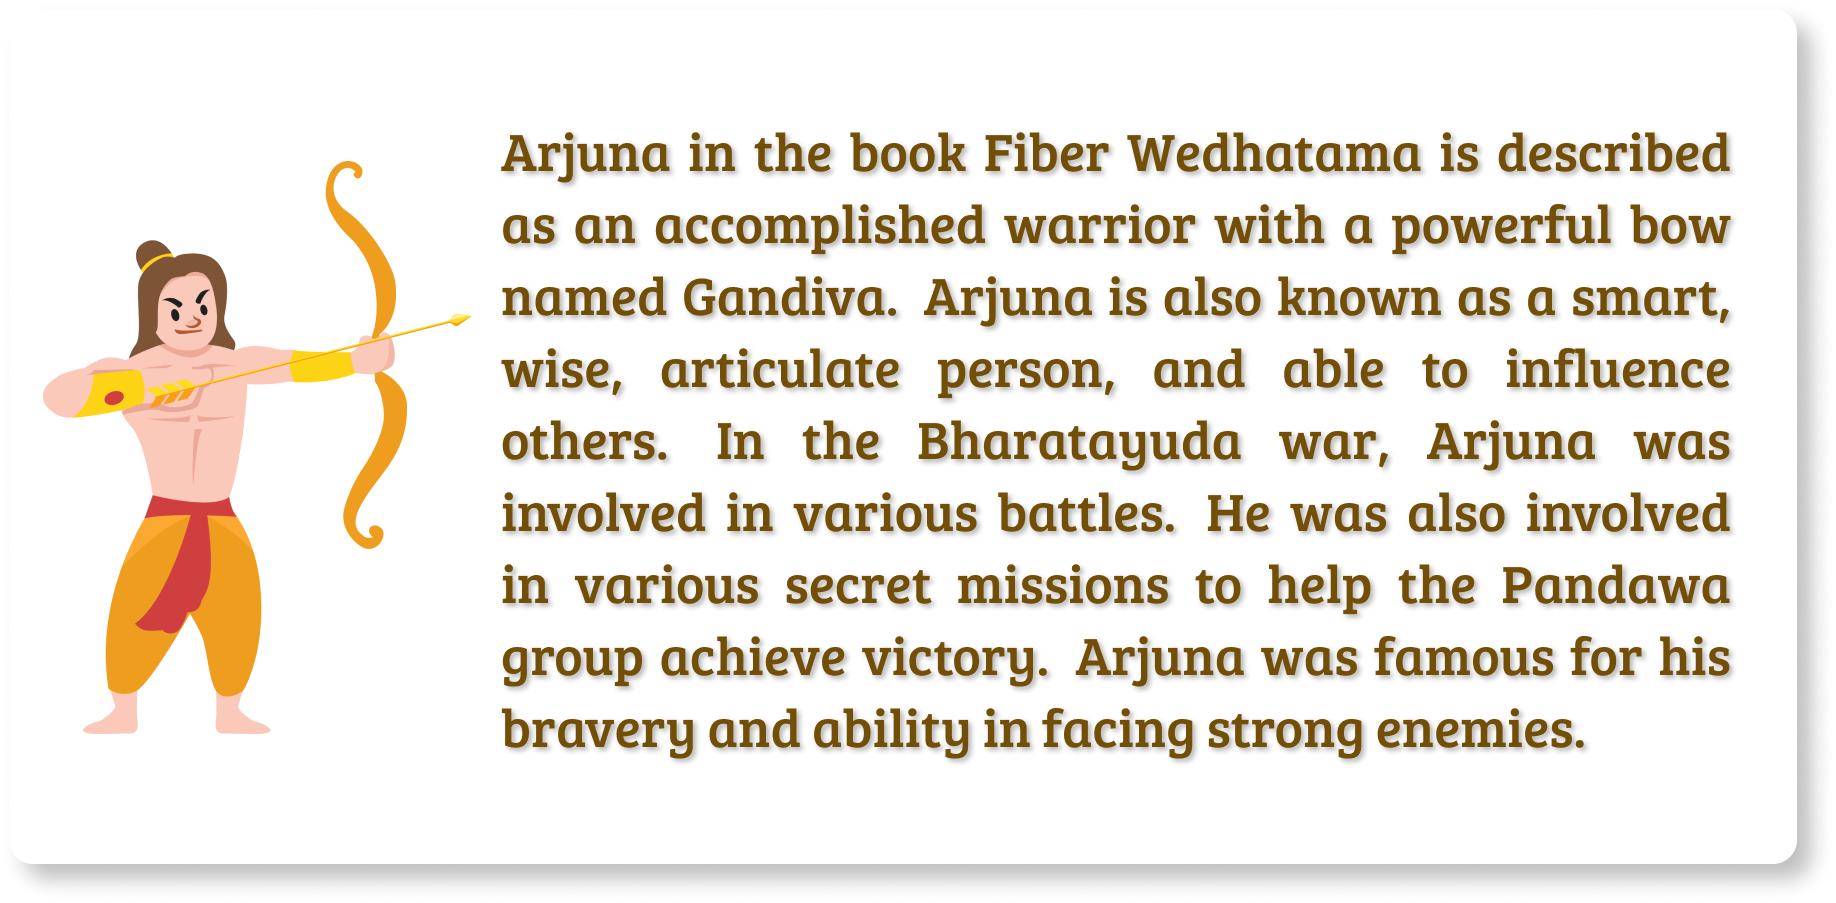 Arjuna in the book Fiber Wedhatama is described
as an accomplished warrior with a powerful bow
named Gandiva. Arjuna is also known as a smart,
wise, articulate person, and able to influence
others. In the Bharatayuda war, Arjuna was
involved in various battles. He was also involved
in various secret missions to help the Pandawa
group achieve victory. Arjuna was famous for his
bravery and ability in facing strong enemies.